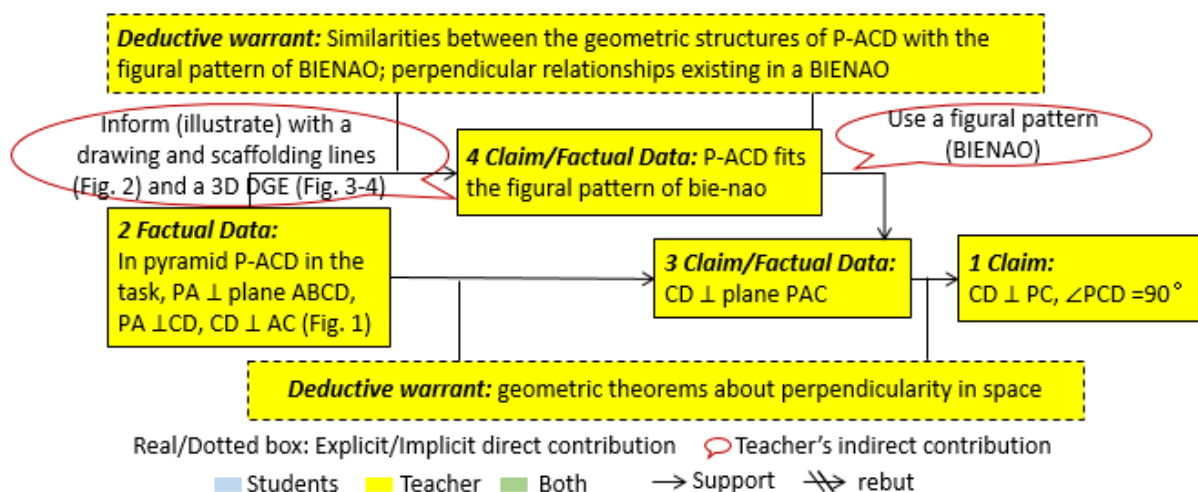 Deductive warrant: Similarities between the geometric structures of P-ACD with the
figural pattern of BIENAO; perpendicular relationships existing in a BIENAO
Inform (illustrate) with a
drawing and scaffolding lines
(Fig. 2) and a 3D DGE (Fig. 3-4)
4 Claim/Factual Data: P-ACD fits
the figural pattern of bie-nao
Use a figural pattern
(BIENAO)
2 Factual Data:
In pyramid P-ACD in the
task, PA ⊥ plane ABCD,
PA ⊥CD, CD ⊥ AC (Fig. 1)
3 Claim/Factual Data:
CD ⊥ plane PAC
1 Claim:
CD ⊥ PC, ∠PCD =90°
Deductive warrant: geometric theorems about perpendicularity in space
Real/Dotted box: Explicit/Implicit direct contribution Teacher's indirect contribution
Students Teacher Both Support rebut